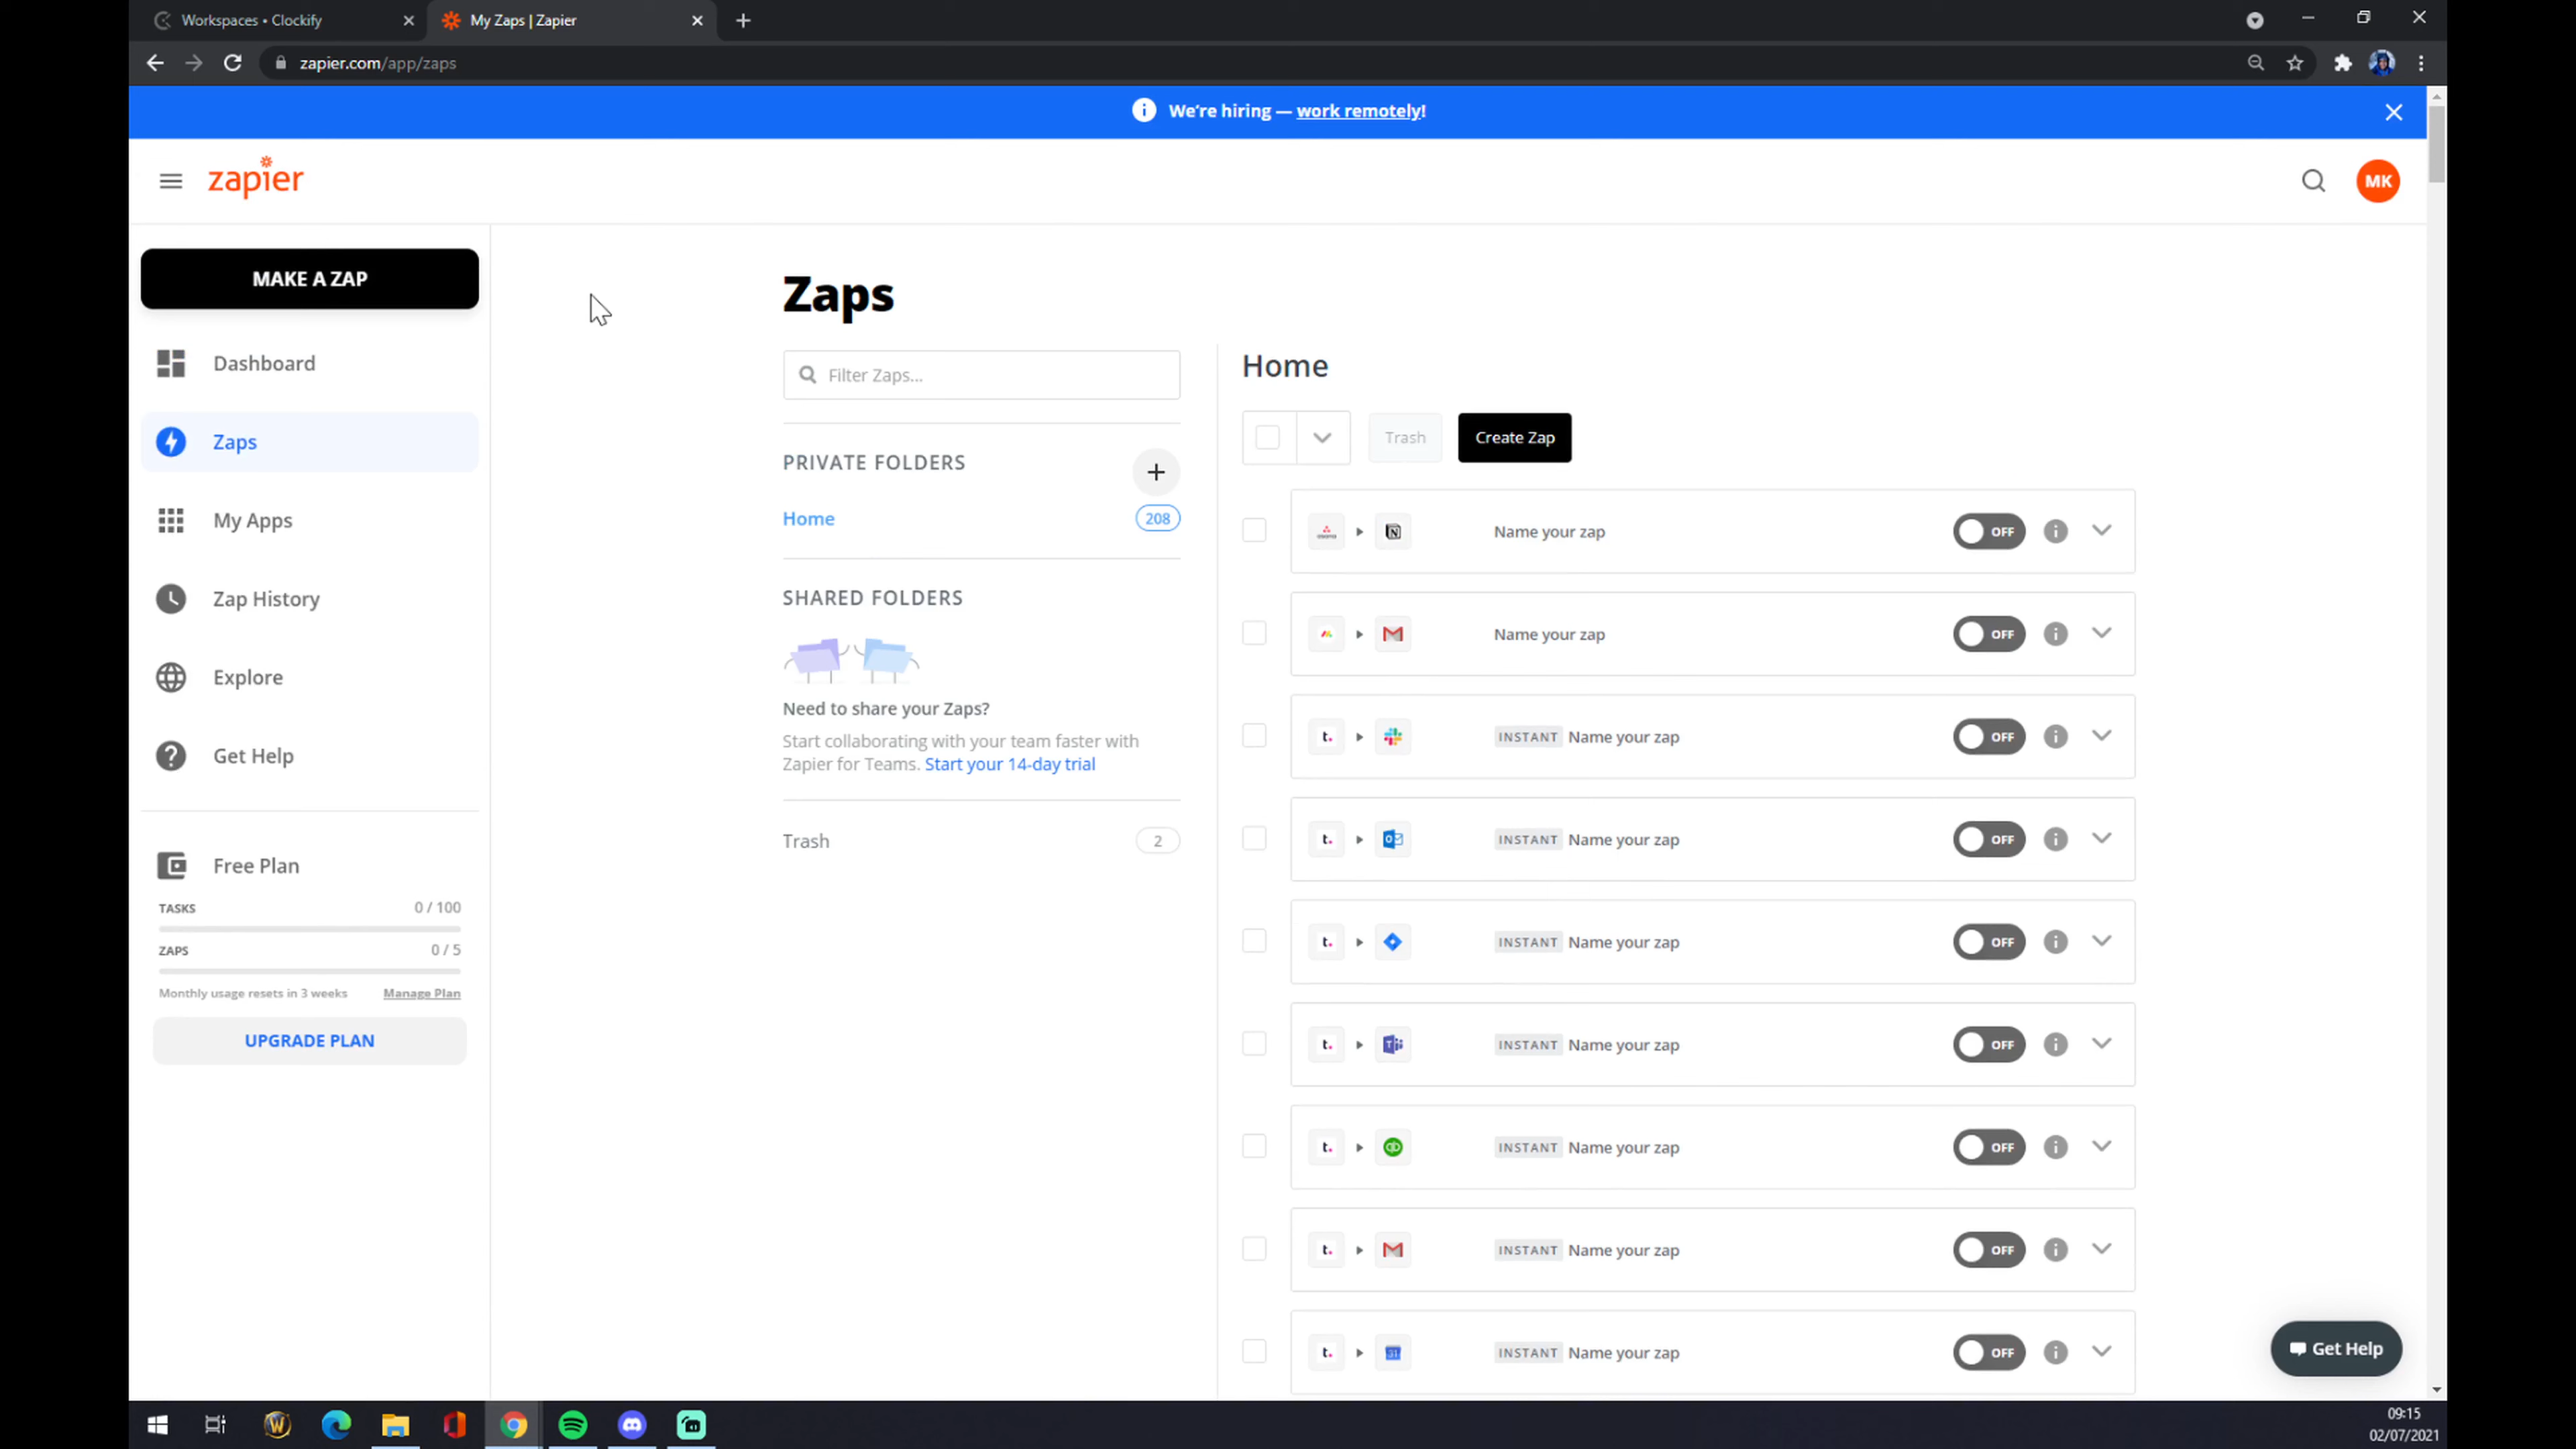 Workspaces • Clockify
My Zaps | Zapier
zapier.com/app/zaps
We're hiring — work remotely!
zapier
MK
MAKE A ZAP
Dashboard
Zaps
My Apps
Zap History
Explore
Get Help
Free Plan
TASKS 0 / 100
ZAPS 0 / 5
Monthly usage resets in 3 weeks Manage Plan
UPGRADE PLAN
Zaps
Filter Zaps...
PRIVATE FOLDERS
Home 208
SHARED FOLDERS
Need to share your Zaps?
Start collaborating with your team faster with
Zapier for Teams. Start your 14-day trial
Trash 2
Home
Trash
Create Zap
Name your zap OFF
Name your zap OFF
t. INSTANT Name your zap OFF
t. INSTANT Name your zap OFF
t. INSTANT Name your zap OFF
t. INSTANT Name your zap OFF
t. qb INSTANT Name your zap OFF
t. INSTANT Name your zap OFF
t. 31 INSTANT Name your zap OFF
Get Help
09:15
02/07/2021